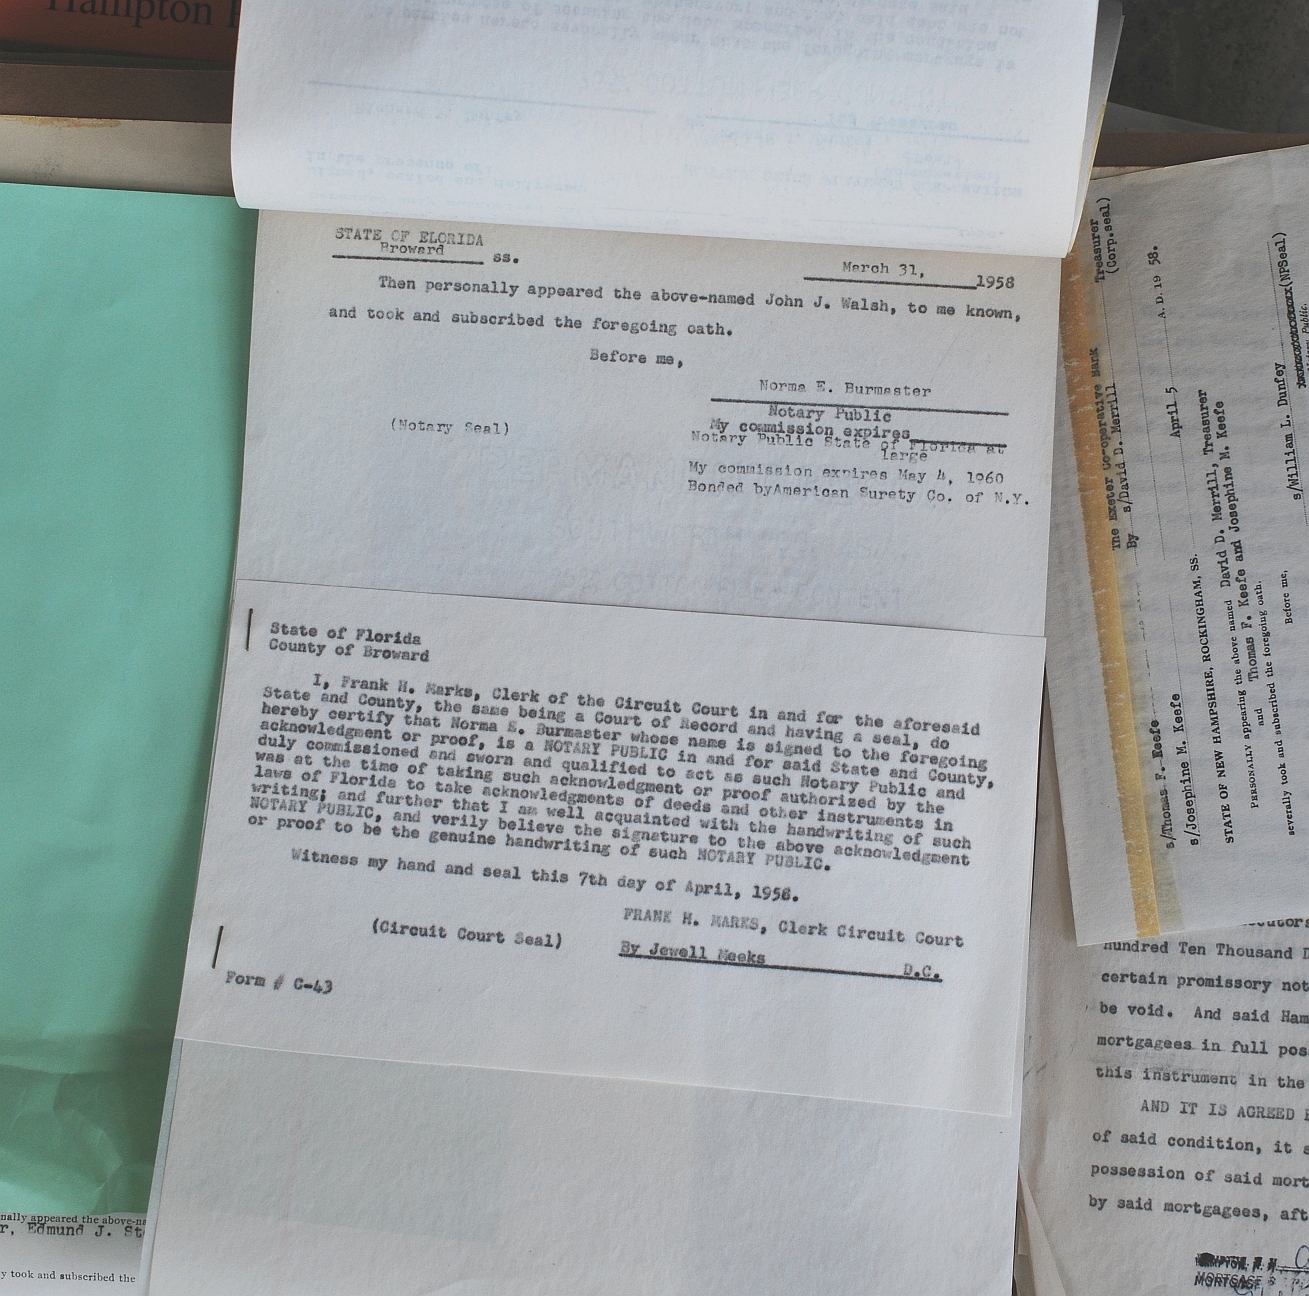 Hampton
STATE OF FLORIDA
Broward ss.
March 31, 1958
Then personally appeared the above-named John J. Walsh, to me known,
and took and subscribed the foregoing oath.
Before me,
Norma E. Burmaster
Notary Public
(Notary Seal)
My commission expires
Notary Public State of Florida at
large
My commission expires May 4, 1960
Bonded byAmerican Surety Co. of N.Y.
State of Florida
County of Broward
I, Frank H. Marks, Clerk of the Circuit Court in and for the aforesaid
State and County, the same being a Court of Record and having a seal, do
hereby certify that Norma E. Burmaster whose name is signed to the foregoing
acknowledgment or proof, is a NOTARY PUBLIC in and for said State and County,
duly commissioned and sworn and qualified to act as such Notary Public and
was at the time of taking such acknowledgment or proof authorized by the
laws of Florida to take acknowledgments of deeds and other instruments in
writing; and further that I am well acquainted with the handwriting of such
NOTARY PUBLIC, and verily believe the signature to the above acknowledgment
or proof to be the genuine handwriting of such NOTARY PUBLIC.
Witness my hand and seal this 7th day of April, 1958.
FRANK H. MARKS, Clerk Circuit Court
(Circuit Court Seal)
By Jewell Meeks D.C.
Form # C-43
Treasurer
(Corp.seal)
The Exeter Co-operative Bank
By s/David D. Merrill
s/Thomas F. Keefe
s/Josephine M. Keefe
April 5 A. D. 19 58.
STATE OF NEW HAMPSHIRE, ROCKINGHAM, SS.
PERSONALLY appearing the above named David D. Merrill, Treasurer
and Thomas F. Keefe and Josephine M. Keefe
severally took and subscribed the foregoing oath.
Before me,
s/William L. Dunfey (NPSeal)
Notary Public.
hundred Ten Thousand
certain promissory
be void. And said
mortgagees in full
this instrument in the
AND IT IS AGREED
of said condition, it
possession of said
by said mortgagees,
MORTGAGE
nally appeared the
r, Edmund J.
y took and subscribed the